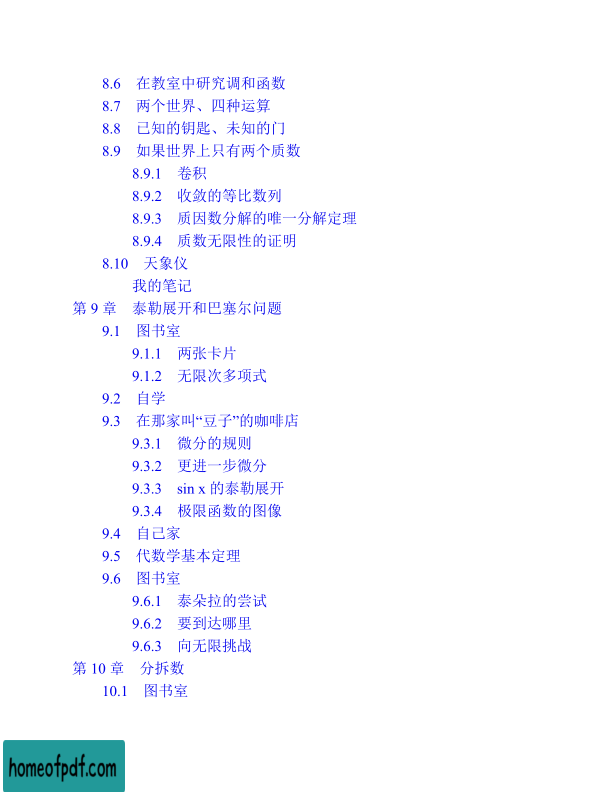 8.6 在教室中研究调和函数
8.7 两个世界、四种运算
8.8 已知的钥匙、未知的门
8.9 如果世界上只有两个质数
8.9.1 卷积
8.9.2 收敛的等比数列
8.9.3 质因数分解的唯一分解定理
8.9.4 质数无限性的证明
8.10 天象仪
我的笔记
第 9 章 泰勒展开和巴塞尔问题
9.1 图书室
9.1.1 两张卡片
9.1.2 无限次多项式
9.2 自学
9.3 在那家叫“豆子”的咖啡店
9.3.1 微分的规则
9.3.2 更进一步微分
9.3.3 sin x 的泰勒展开
9.3.4 极限函数的图像
9.4 自己家
9.5 代数学基本定理
9.6 图书室
9.6.1 泰朵拉的尝试
9.6.2 要到达哪里
9.6.3 向无限挑战
第 10 章 分拆数
10.1 图书室
homeofpdf.com